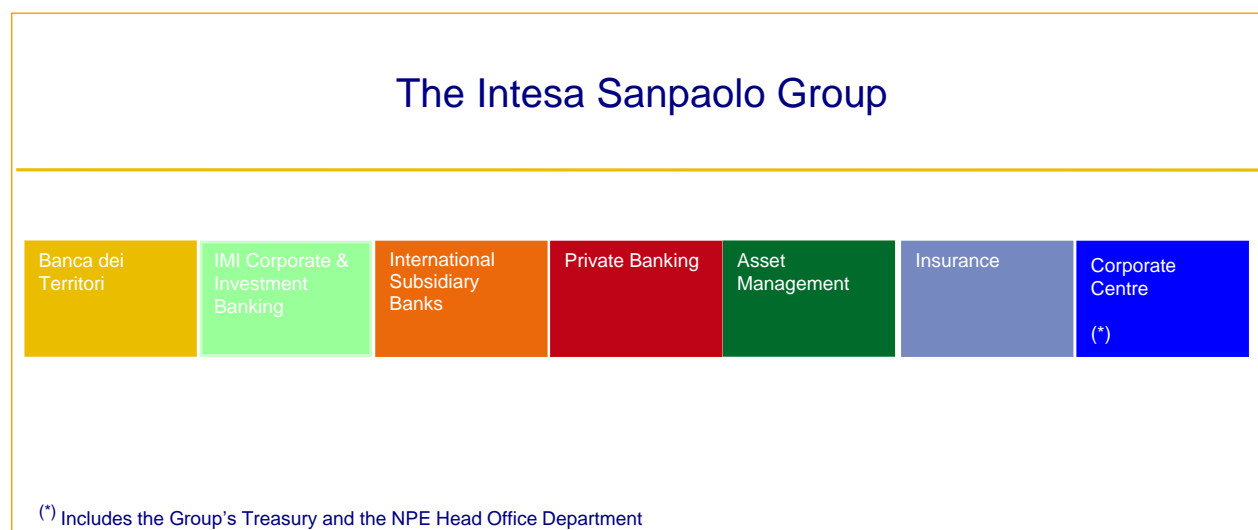 The Intesa Sanpaolo Group
Banca dei
Territori
IMI Corporate &
Investment
Banking
International
Subsidiary
Banks
Private Banking
Asset
Management
Insurance
Corporate
Centre
(*)
(*) Includes the Group’s Treasury and the NPE Head Office Department